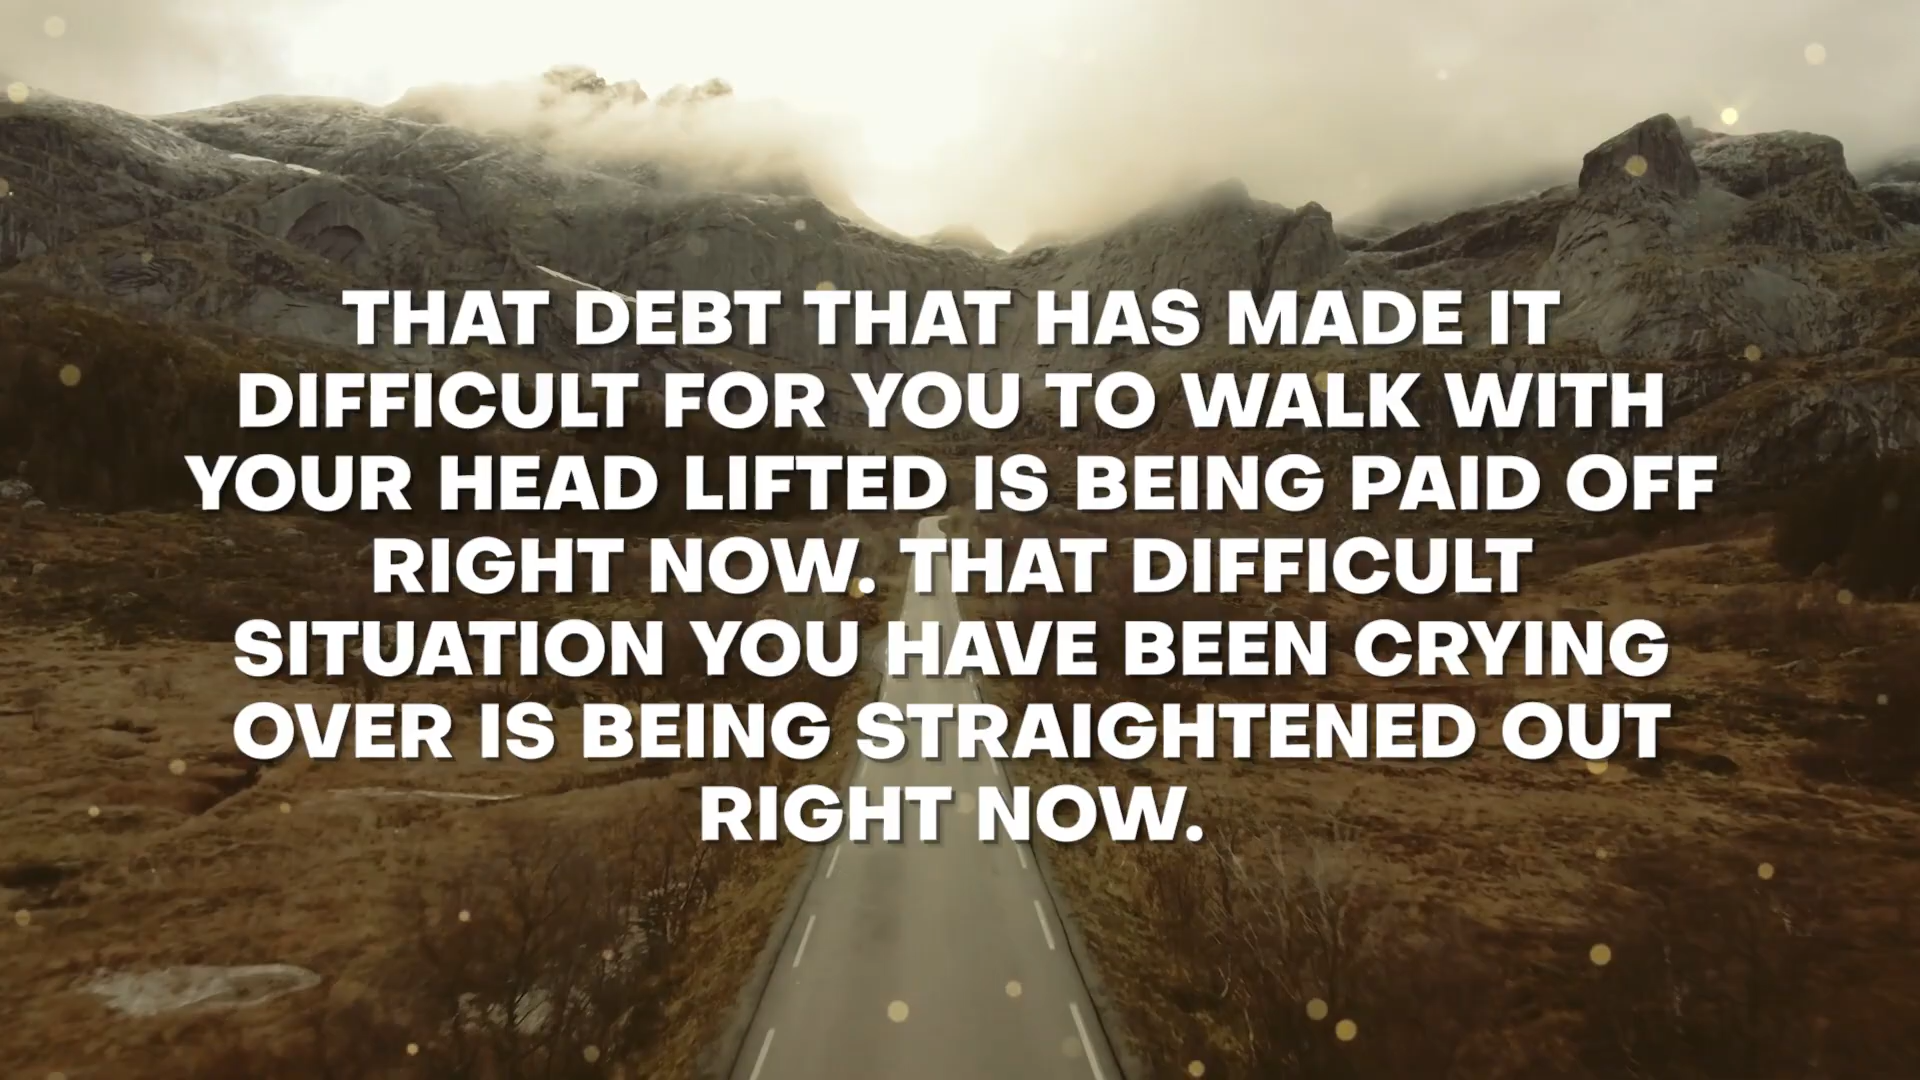 THAT DEBT THAT HAS MADE IT
DIFFICULT FOR YOU TO WALK WITH
YOUR HEAD LIFTED IS BEING PAID OFF
RIGHT NOW. THAT DIFFICULT
SITUATION YOU HAVE BEEN CRYING
OVER IS BEING STRAIGHTENED OUT
RIGHT NOW.